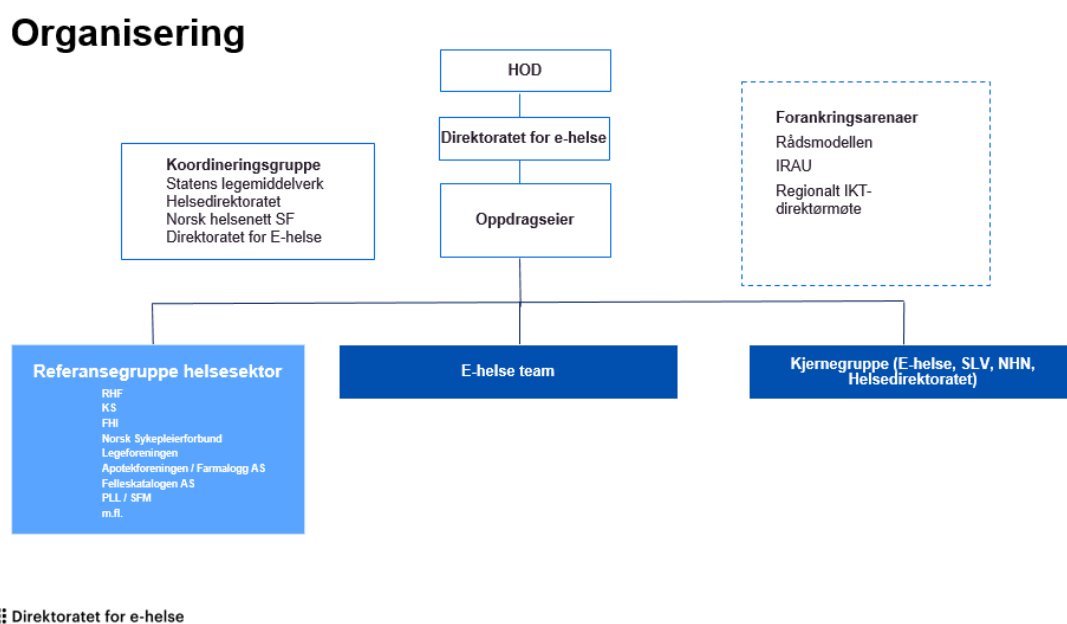 Organisering
HOD
Direktoratet for e-helse
Oppdragseier
Koordineringsgruppe
Statens legemiddelverk
Helsedirektoratet
Norsk helsenett SF
Direktoratet for E-helse
Forankringsarenaer
Rådsmodellen
IRAU
Regionalt IKT-
direktørmøte
Referansegruppe helsesektor
RHF
KS
FHI
Norsk Sykepleierforbund
Legeforeningen
Apotekforeningen / Farmalogg AS
Felleskatalogen AS
PLL / SFM
m.fl.
E-helse team
Kjernegruppe (E-helse, SLV, NHN,
Helsedirektoratet)
Direktoratet for e-helse